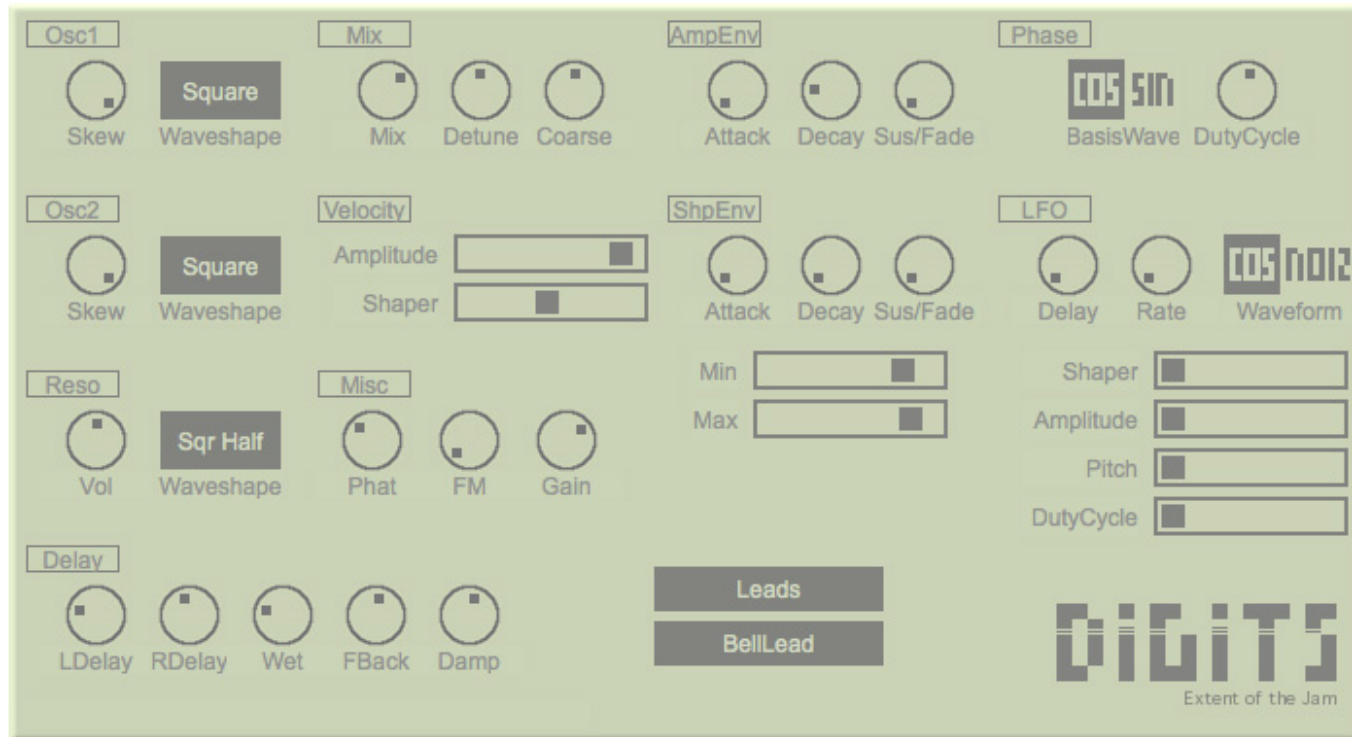 Osc1
Square
Skew Waveshape
Mix
Mix Detune Coarse
AmpEnv
Attack Decay Sus/Fade
Phase
COS SIN
BasisWave DutyCycle
Osc2
Square
Skew Waveshape
Velocity
Amplitude
Shaper
ShpEnv
Attack Decay Sus/Fade
Min
Max
LFO
COS NOIZ
Delay Rate Waveform
Shaper
Amplitude
Pitch
DutyCycle
Reso
Sqr Half
Vol Waveshape
Misc
Phat FM Gain
Delay
LDelay RDelay Wet FBack Damp
Leads
BellLead
DiGiTS
Extent of the Jam